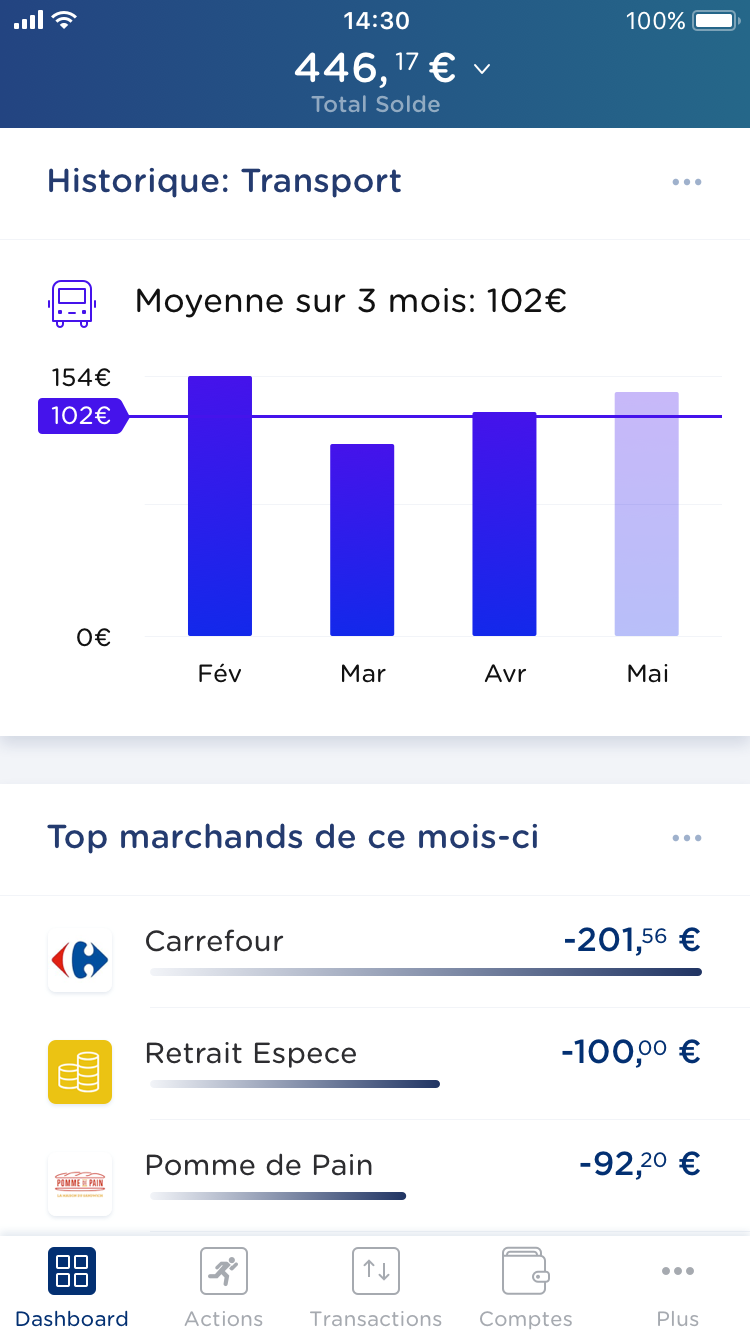 14:30
100%
446,17 €
Total Solde
Historique: Transport
Moyenne sur 3 mois: 102€
154€
102€
0€
Fév Mar Avr Mai
Top marchands de ce mois-ci
Carrefour -201,56 €
Retrait Espece -100,00 €
POMME DE PAIN
Pomme de Pain -92,20 €
Dashboard Actions Transactions Comptes Plus